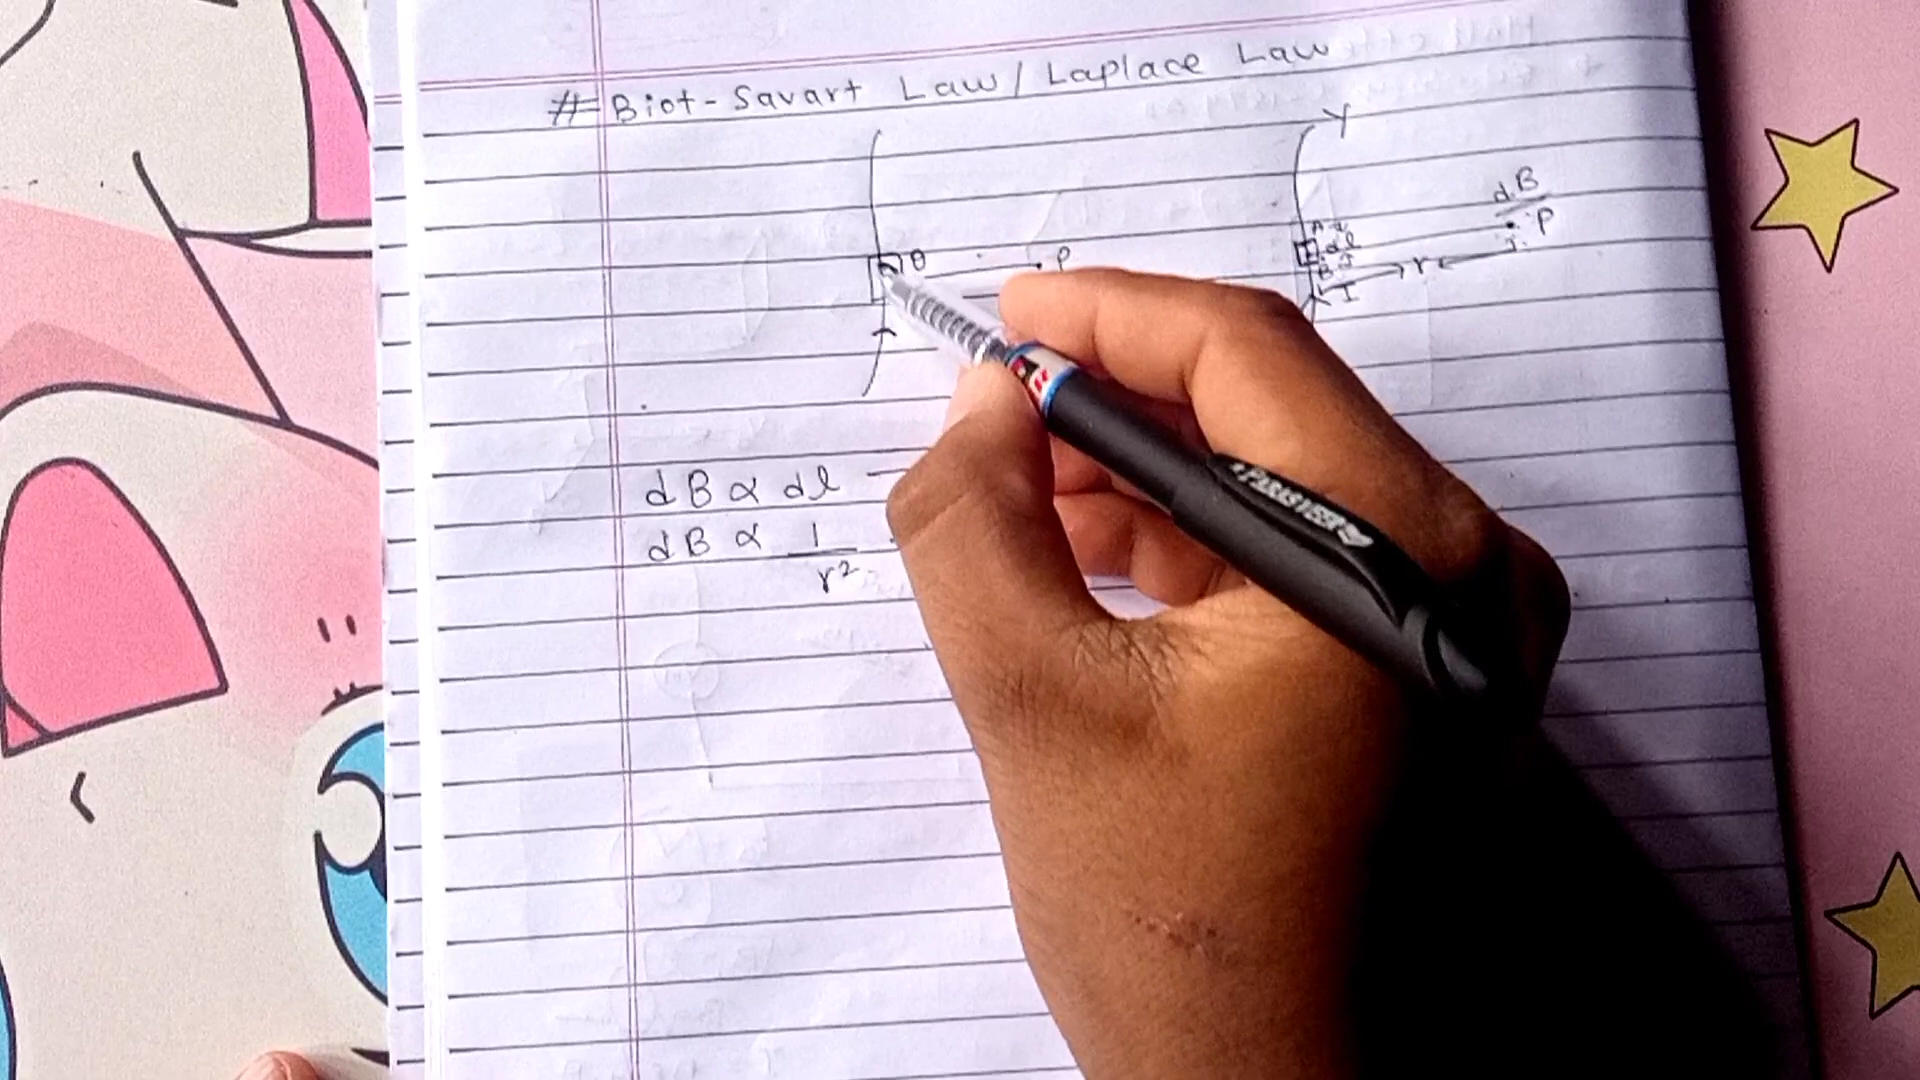 # Biot-Savart Law / Laplace Law
Y
dB
P
A
dl
B
r
I
θ
P
dB ∝ dl
dB ∝ 1/r²